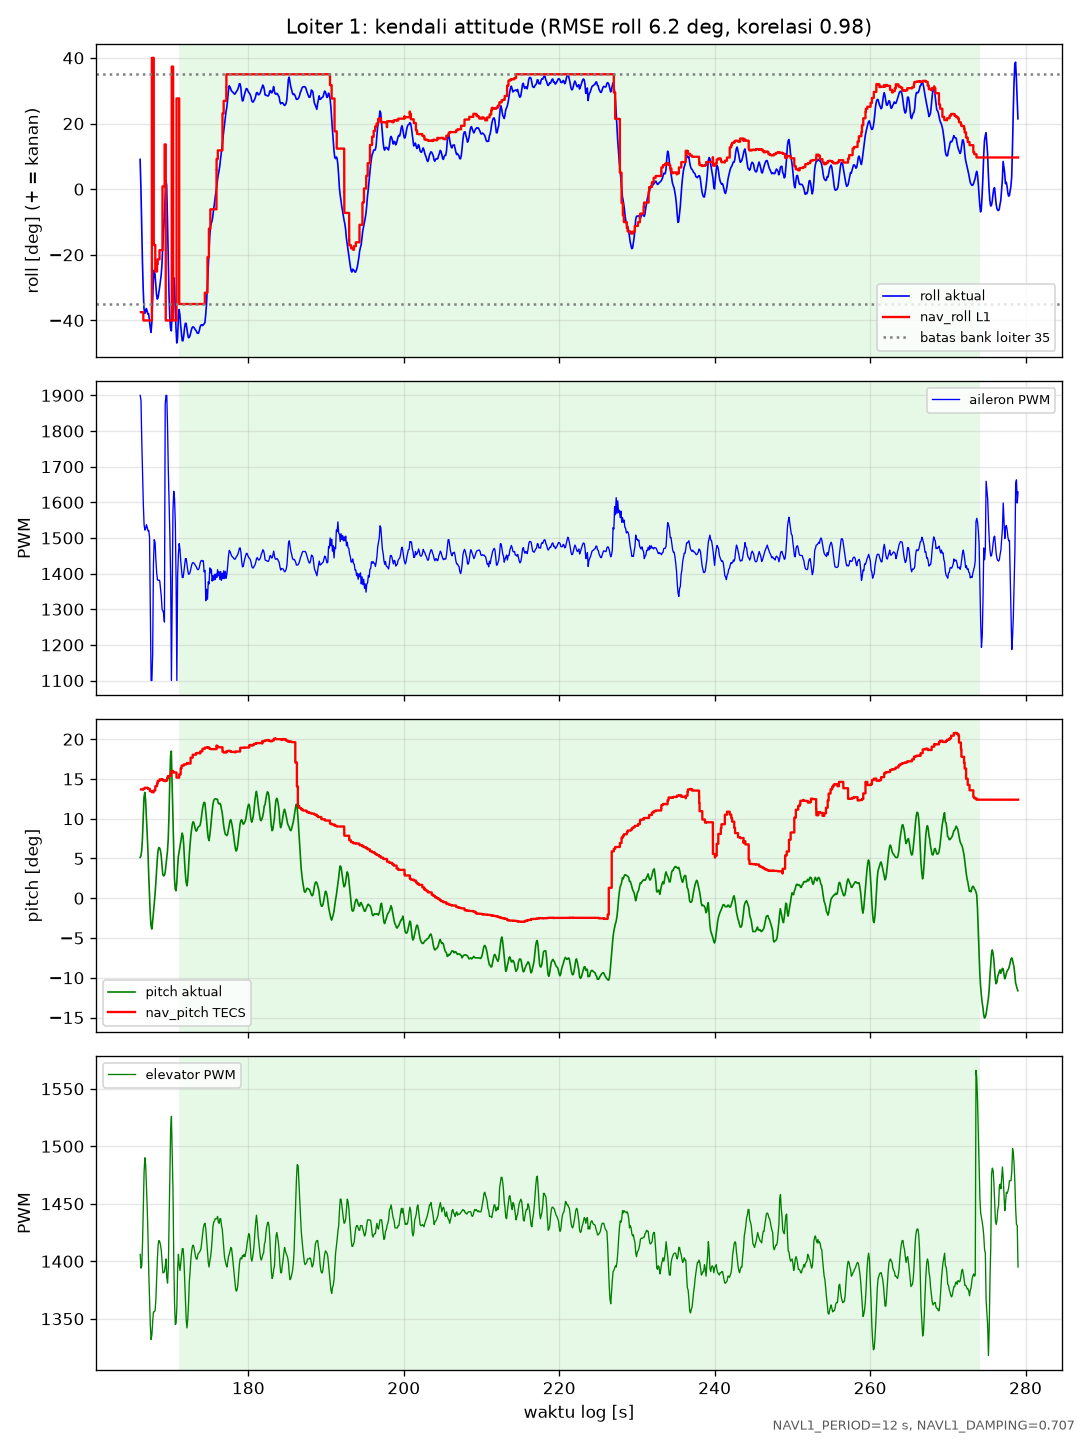 Loiter 1: kendali attitude (RMSE roll 6.2 deg, korelasi 0.98)
40
20
0
−20
−40
roll [deg] (+ = kanan)
roll aktual
nav_roll L1
batas bank loiter 35
1900
1800
1700
1600
1500
1400
1300
1200
1100
PWM
aileron PWM
20
15
10
5
0
−5
−10
−15
pitch [deg]
pitch aktual
nav_pitch TECS
1550
1500
1450
1400
1350
PWM
elevator PWM
180
200
220
240
260
280
waktu log [s]
NAVL1_PERIOD=12 s, NAVL1_DAMPING=0.707